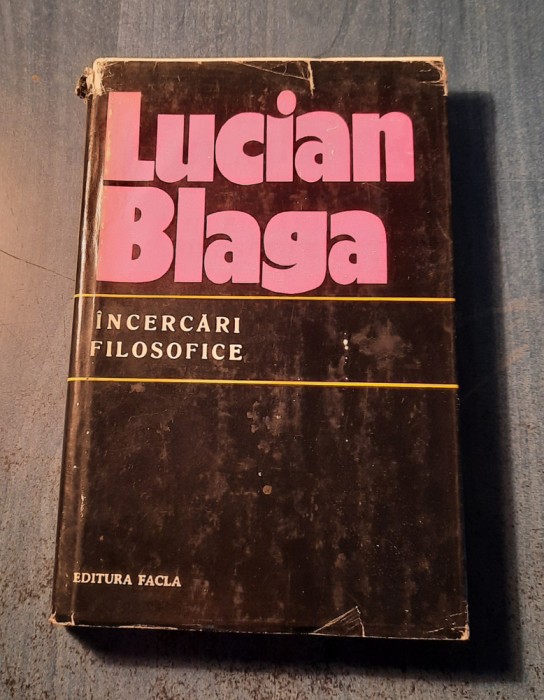 Lucian
Blaga
ÎNCERCĂRI
FILOSOFICE
EDITURA FACLA